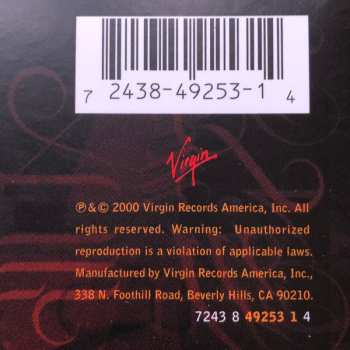 7 2438-49253-1 4
Virgin
℗ & © 2000 Virgin Records America, Inc. All
rights reserved. Warning: Unauthorized
reproduction is a violation of applicable laws.
Manufactured by Virgin Records America, Inc.,
338 N. Foothill Road, Beverly Hills, CA 90210.
7243 8 49253 1 4